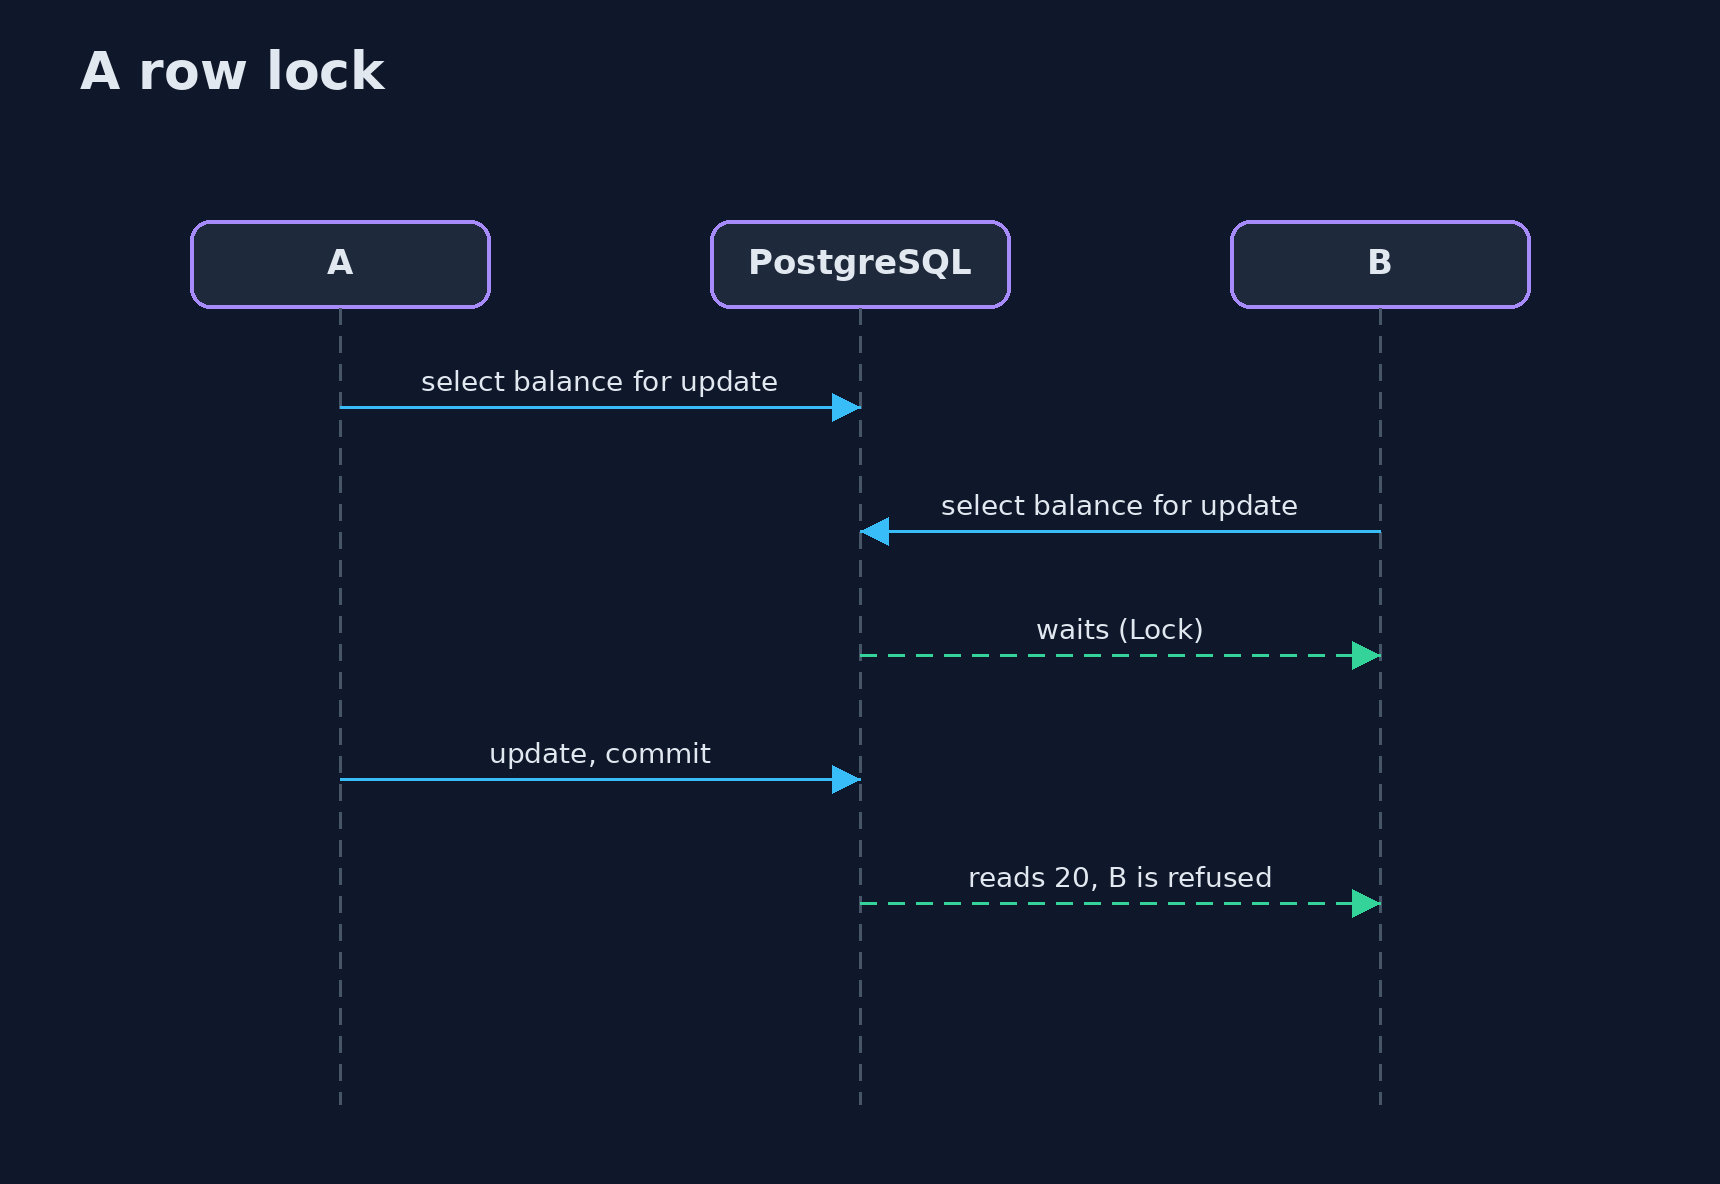 A row lock
A
PostgreSQL
B
select balance for update
select balance for update
waits (Lock)
update, commit
reads 20, B is refused